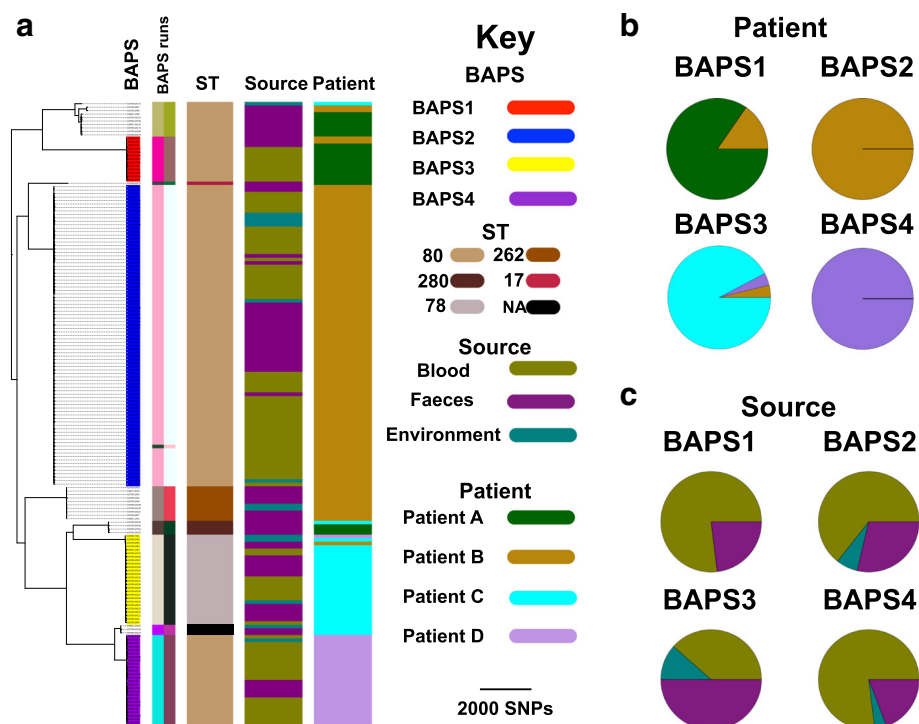 a
BAPS
BAPS runs
ST
Source
Patient
Key
BAPS
BAPS1
BAPS2
BAPS3
BAPS4
ST
80
262
280
17
78
NA
Source
Blood
Faeces
Environment
Patient
Patient A
Patient B
Patient C
Patient D
2000 SNPs
b
Patient
BAPS1
BAPS2
BAPS3
BAPS4
c
Source
BAPS1
BAPS2
BAPS3
BAPS4